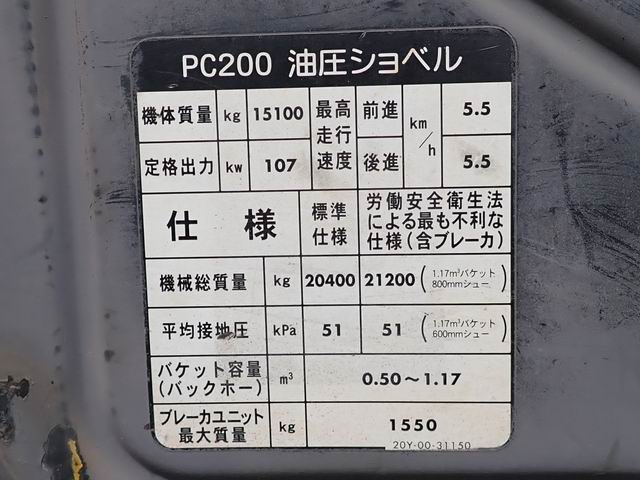 PC200 油圧ショベル
機体質量 kg 15100 最高走行速度 前進 km/h 5.5
定格出力 kw 107 後進 5.5
仕様 標準仕様 労働安全衛生法による最も不利な仕様(含ブレーカ)
機械総質量 kg 20400 21200 (1.17m³バケット 800mmシュー)
平均接地圧 kPa 51 51 (1.17m³バケット 600mmシュー)
バケット容量(バックホー) m³ 0.50～1.17
ブレーカユニット最大質量 kg 1550
20Y-00-31150